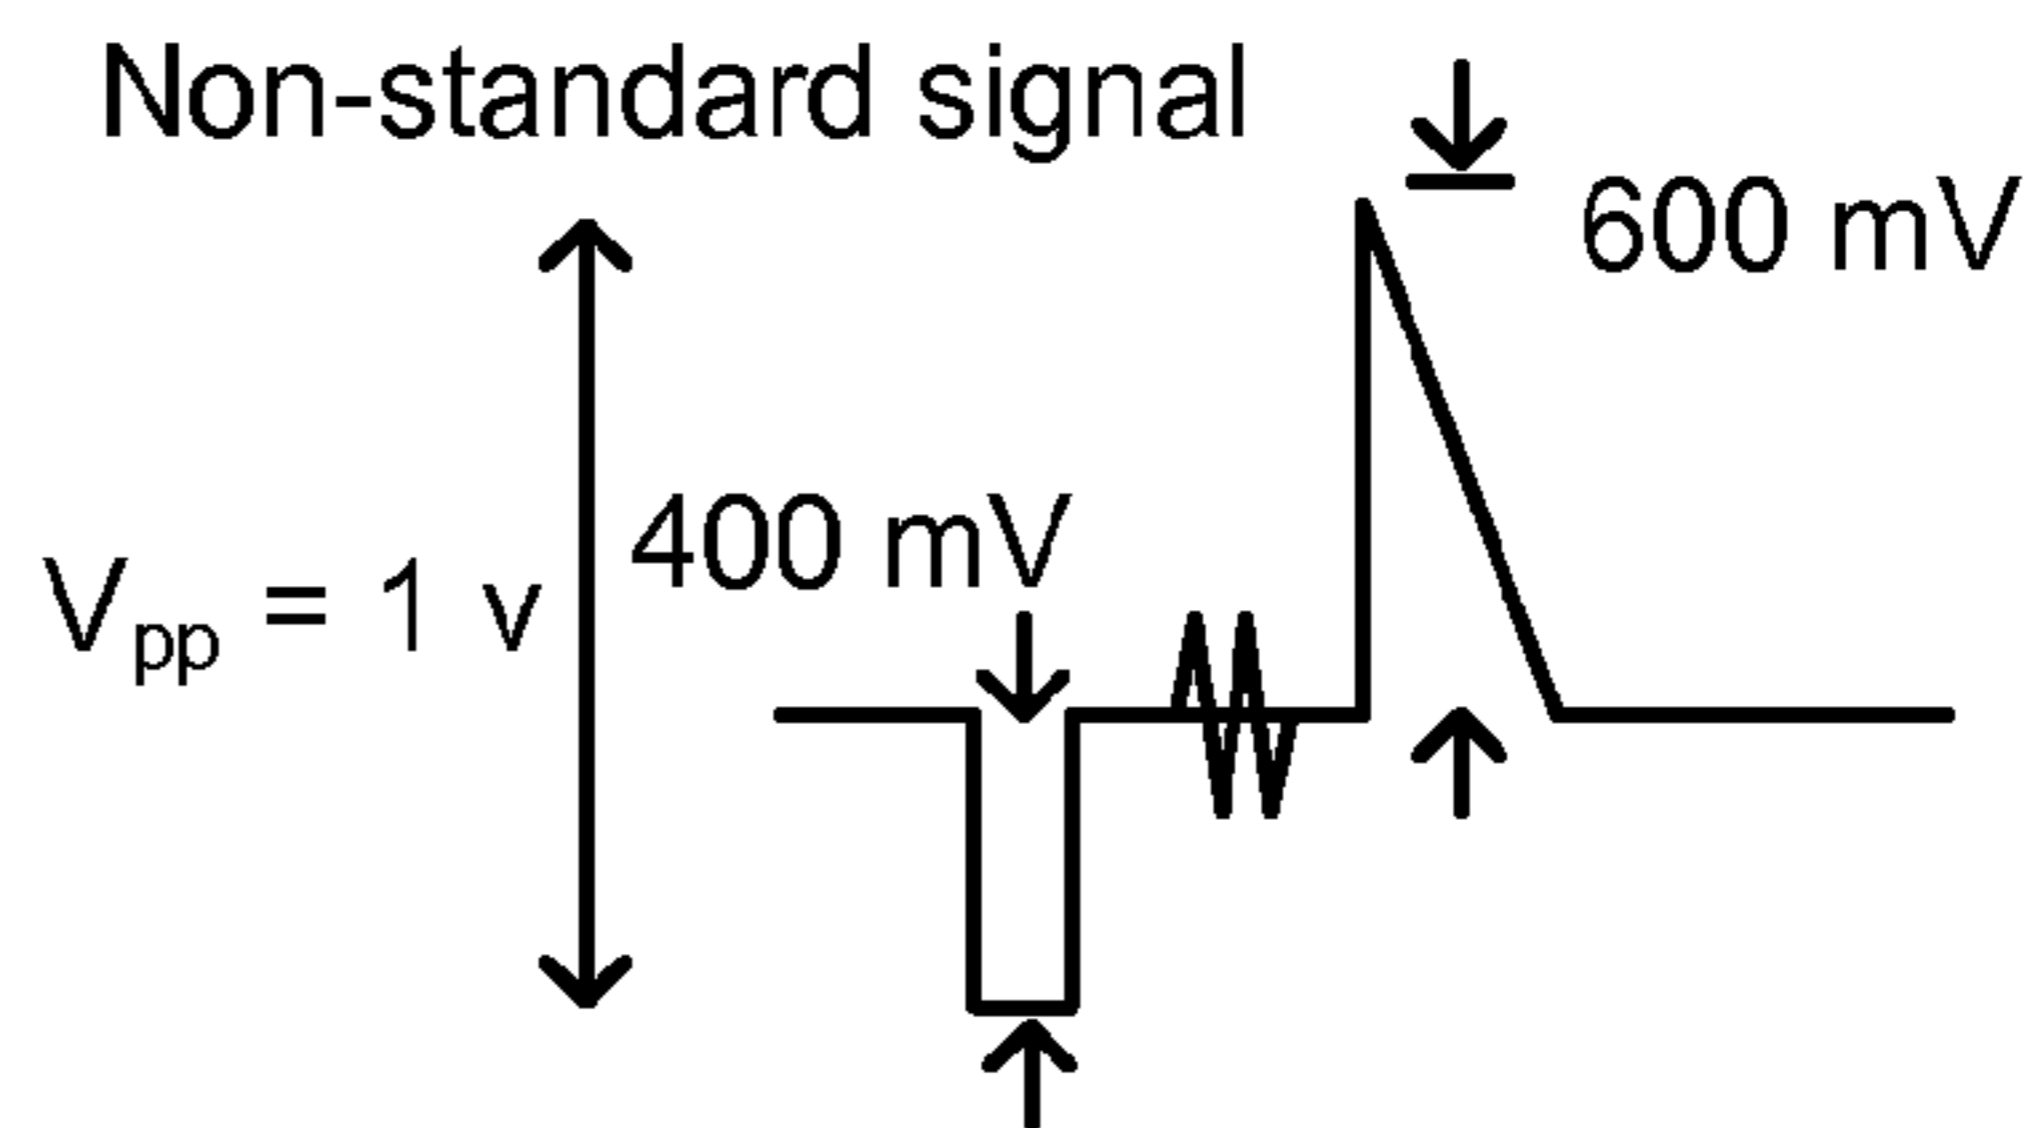 Non-standard signal
600 mV
400 mV
Vpp = 1 v